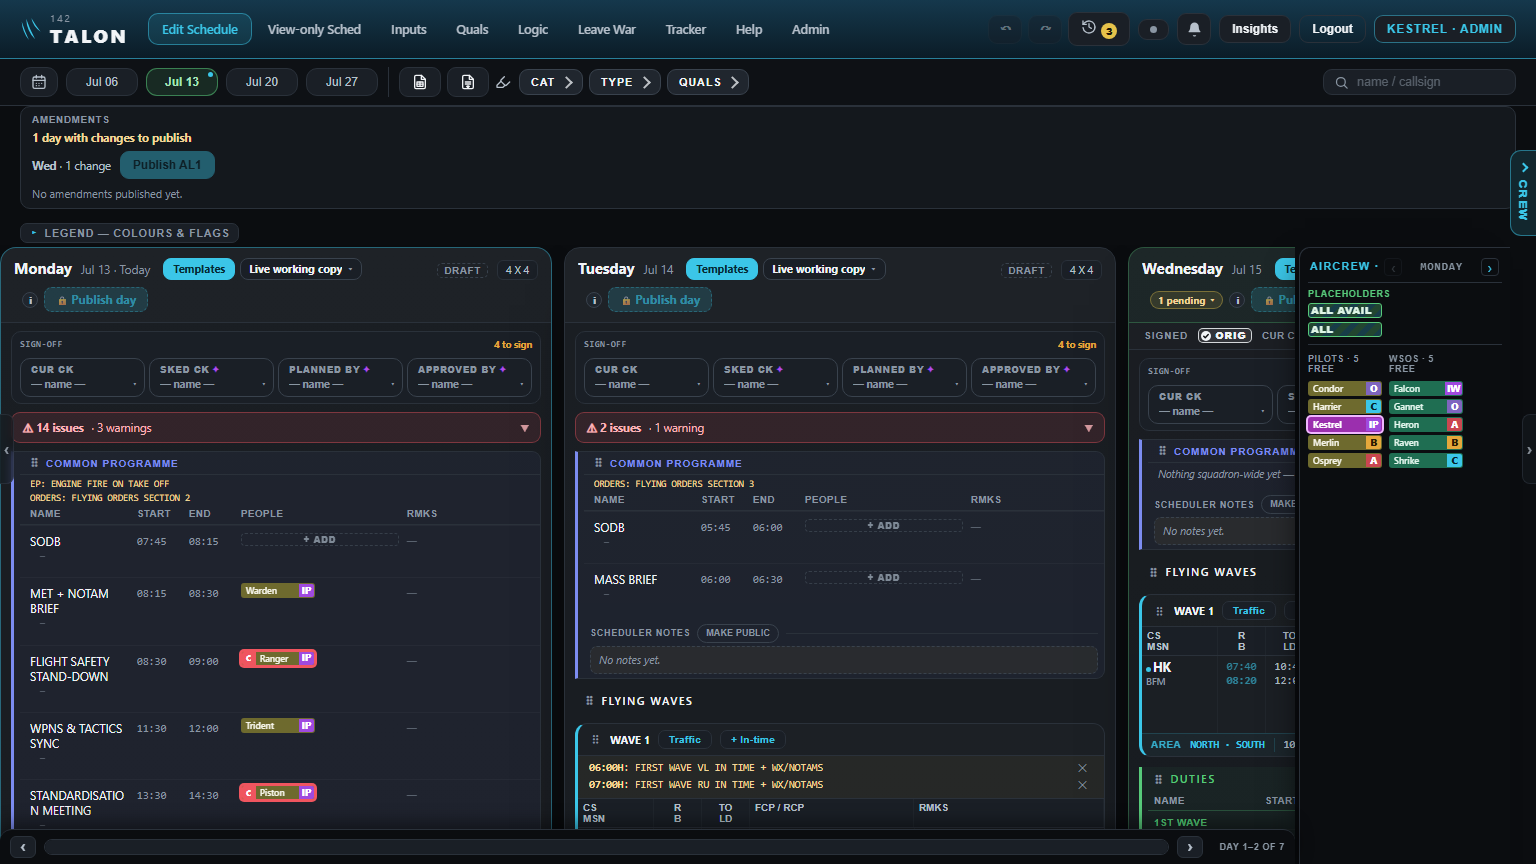 142
TALON
Edit Schedule
View-only Sched
Inputs
Quals
Logic
Leave War
Tracker
Help
Admin
3
Insights
Logout
KESTREL · ADMIN
Jul 06
Jul 13
Jul 20
Jul 27
CAT
TYPE
QUALS
name / callsign
AMENDMENTS
1 day with changes to publish
Wed · 1 change
Publish AL1
No amendments published yet.
CREW
LEGEND — COLOURS & FLAGS
Monday Jul 13 · Today
Templates
Live working copy
DRAFT
4 X 4
i
Publish day
SIGN-OFF
4 to sign
CUR CK
— name —
SKED CK
— name —
PLANNED BY
— name —
APPROVED BY
— name —
14 issues · 3 warnings
COMMON PROGRAMME
EP: ENGINE FIRE ON TAKE OFF
ORDERS: FLYING ORDERS SECTION 2
NAME START END PEOPLE RMKS
SODB 07:45 08:15 + ADD —
—
MET + NOTAM BRIEF 08:15 08:30 Warden IP —
—
FLIGHT SAFETY STAND-DOWN 08:30 09:00 C Ranger IP —
—
WPNS & TACTICS SYNC 11:30 12:00 Trident IP —
—
STANDARDISATIO
N MEETING 13:30 14:30 C Piston IP —
—
Tuesday Jul 14
Templates
Live working copy
DRAFT
4 X 4
i
Publish day
SIGN-OFF
4 to sign
CUR CK
— name —
SKED CK
— name —
PLANNED BY
— name —
APPROVED BY
— name —
2 issues · 1 warning
COMMON PROGRAMME
ORDERS: FLYING ORDERS SECTION 3
NAME START END PEOPLE RMKS
SODB 05:45 06:00 + ADD —
—
MASS BRIEF 06:00 06:30 + ADD —
—
SCHEDULER NOTES
MAKE PUBLIC
No notes yet.
FLYING WAVES
WAVE 1
Traffic
+ In-time
06:00H: FIRST WAVE VL IN TIME + WX/NOTAMS
07:00H: FIRST WAVE RU IN TIME + WX/NOTAMS
CS R TO FCP / RCP RMKS
MSN B LD
Wednesday Jul 15
Te
1 pending
i
Pu
SIGNED
ORIG
CUR C
SIGN-OFF
CUR CK
— name —
S
COMMON PROGRAMM
Nothing squadron-wide yet —
SCHEDULER NOTES
MAKE
No notes yet.
FLYING WAVES
WAVE 1
Traffic
CS R TO
MSN B LD
HK 07:40 10:4
BFM 08:20 12:0
AREA NORTH · SOUTH 10
DUTIES
NAME START
1ST WAVE
AIRCREW ·
MONDAY
PLACEHOLDERS
ALL AVAIL
ALL
PILOTS · 5 FREE
WSOS · 5 FREE
Condor O Falcon IW
Harrier C Gannet O
Kestrel IP Heron A
Merlin B Raven B
Osprey A Shrike C
DAY 1–2 OF 7